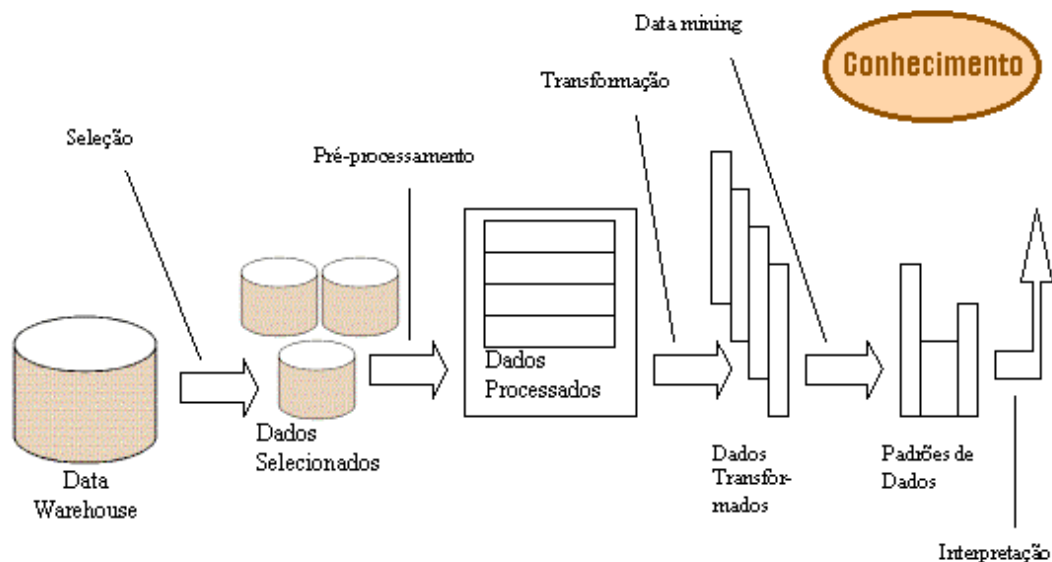 Data mining
Conhecimento
Transformação
Seleção
Pré-processamento
Dados
Processados
Dados
Selecionados
Data
Warehouse
Dados
Transfor-
mados
Padrões de
Dados
Interpretação